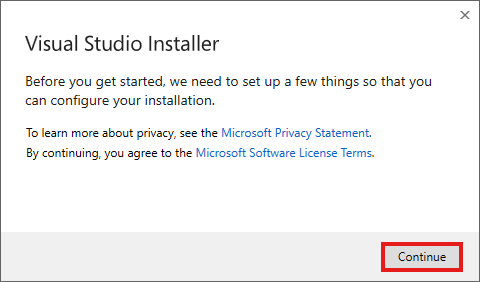 Visual Studio Installer
Before you get started, we need to set up a few things so that you
can configure your installation.
To learn more about privacy, see the Microsoft Privacy Statement.
By continuing, you agree to the Microsoft Software License Terms.
Continue